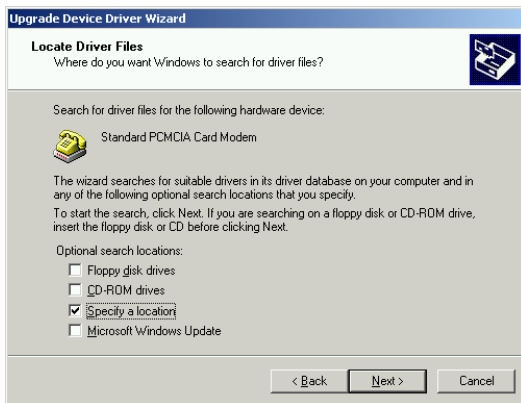 Upgrade Device Driver Wizard
Locate Driver Files
Where do you want Windows to search for driver files?
Search for driver files for the following hardware device:
Standard PCMCIA Card Modem
The wizard searches for suitable drivers in its driver database on your computer and in
any of the following optional search locations that you specify.
To start the search, click Next. If you are searching on a floppy disk or CD-ROM drive,
insert the floppy disk or CD before clicking Next.
Optional search locations:
Floppy disk drives
CD-ROM drives
Specify a location
Microsoft Windows Update
< Back Next > Cancel